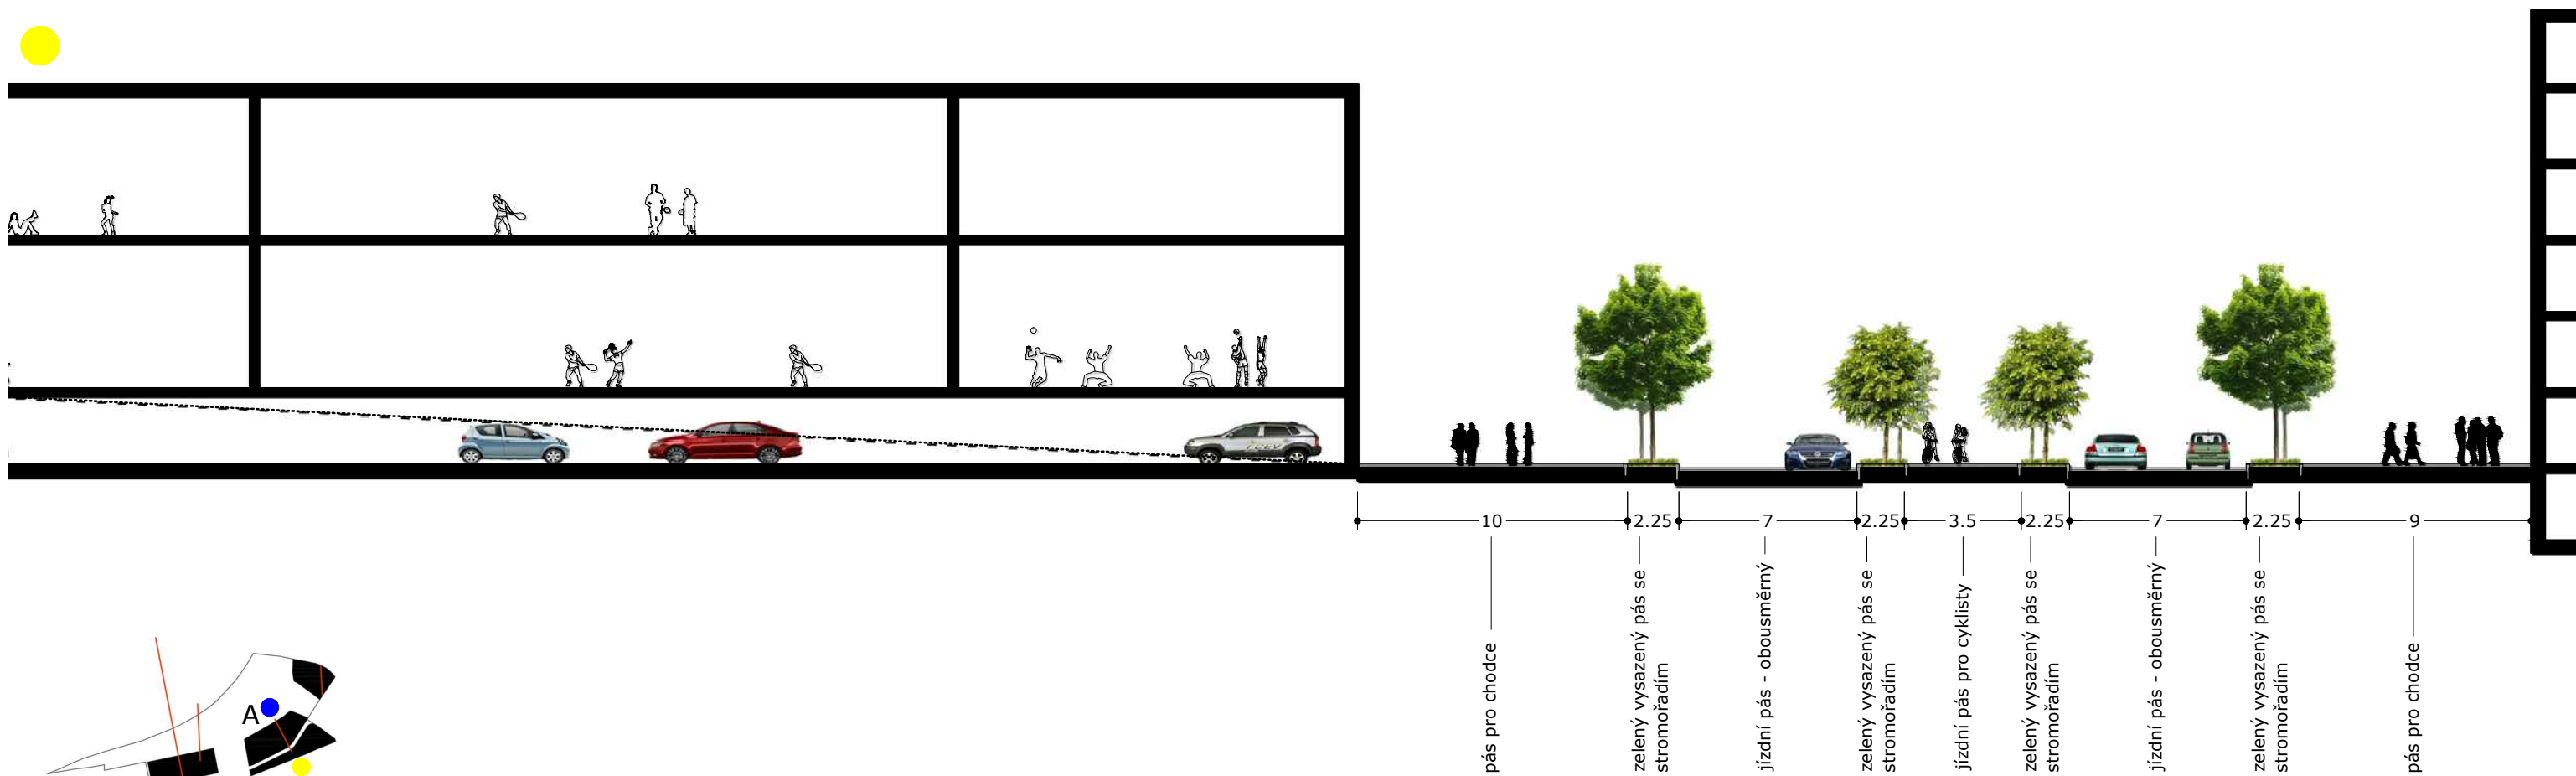 10
2.25
7
2.25
3.5
2.25
7
2.25
9
pás pro chodce
zelený vysazený pás se
stromořadím
jízdní pás - obousměrný
zelený vysazený pás se
stromořadím
jízdní pás pro cyklisty
zelený vysazený pás se
stromořadím
jízdní pás - obousměrný
zelený vysazený pás se
stromořadím
pás pro chodce
A